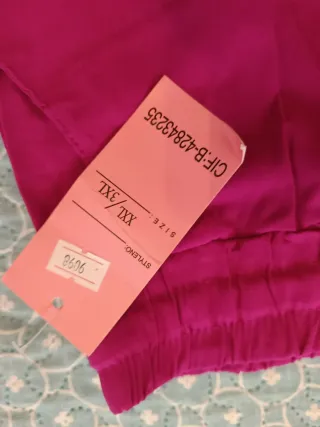 STYLENO: 9098
SIZE: XXL/3XL
CIF:B-42843235